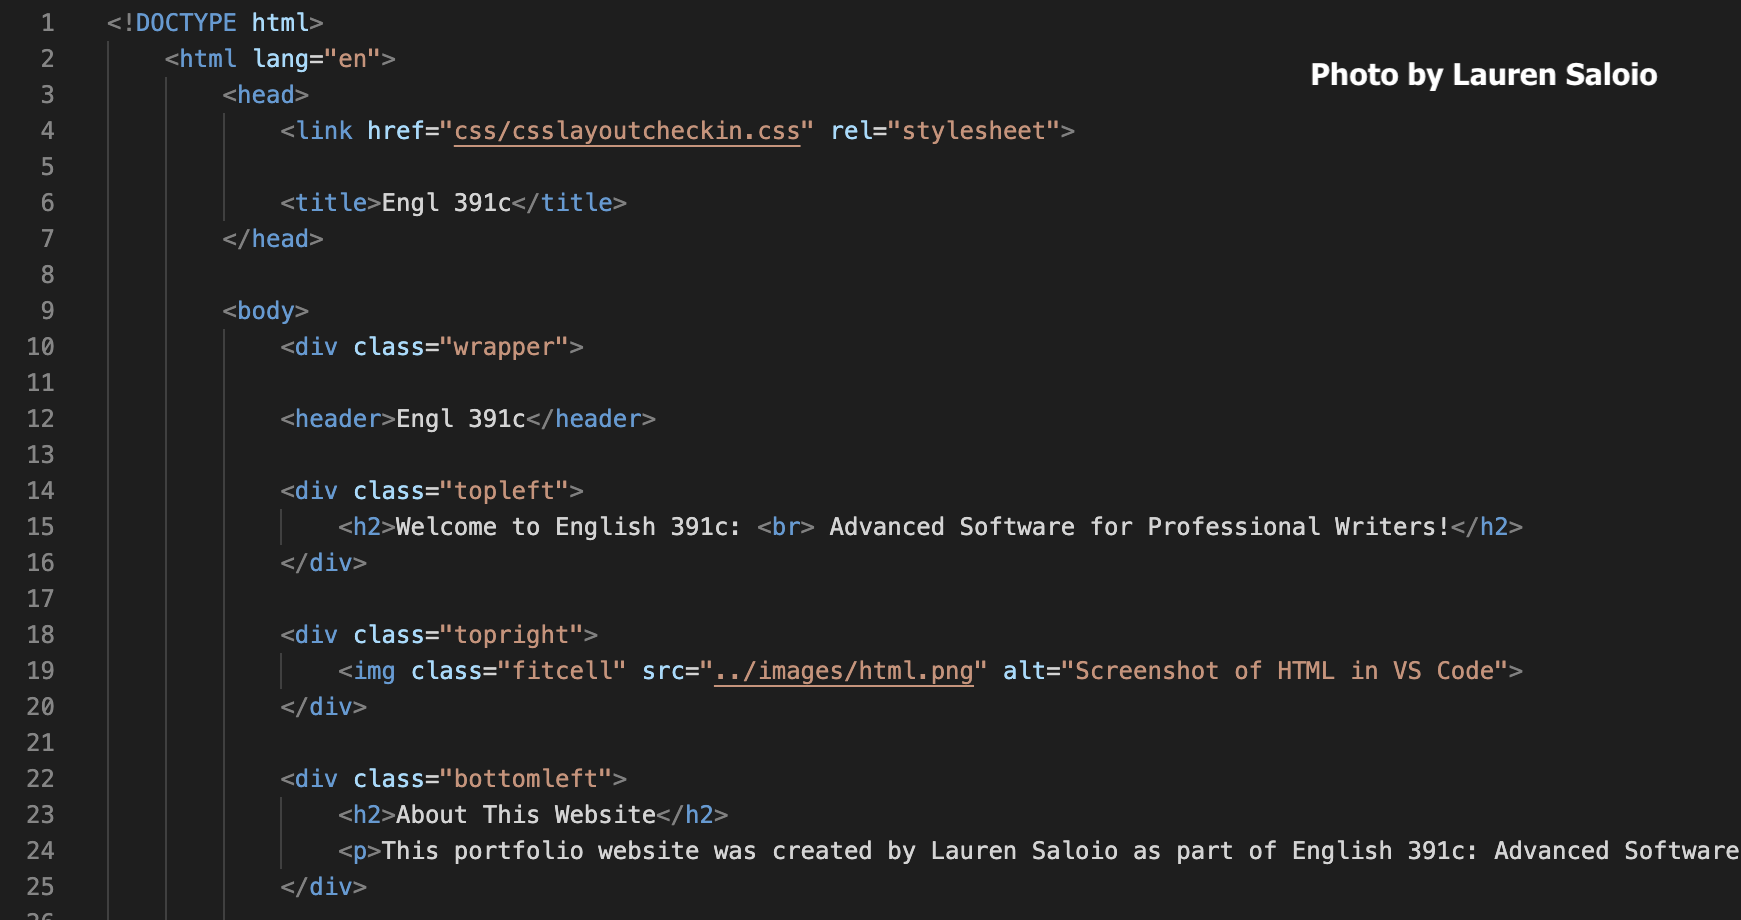 1 <!DOCTYPE html>
2 <html lang="en">
Photo by Lauren Saloio
3 <head>
4 <link href="css/csslayoutcheckin.css" rel="stylesheet">
5
6 <title>Engl 391c</title>
7 </head>
8
9 <body>
10 <div class="wrapper">
11
12 <header>Engl 391c</header>
13
14 <div class="topleft">
15 <h2>Welcome to English 391c: <br> Advanced Software for Professional Writers!</h2>
16 </div>
17
18 <div class="topright">
19 <img class="fitcell" src="../images/html.png" alt="Screenshot of HTML in VS Code">
20 </div>
21
22 <div class="bottomleft">
23 <h2>About This Website</h2>
24 <p>This portfolio website was created by Lauren Saloio as part of English 391c: Advanced Software
25 </div>
26